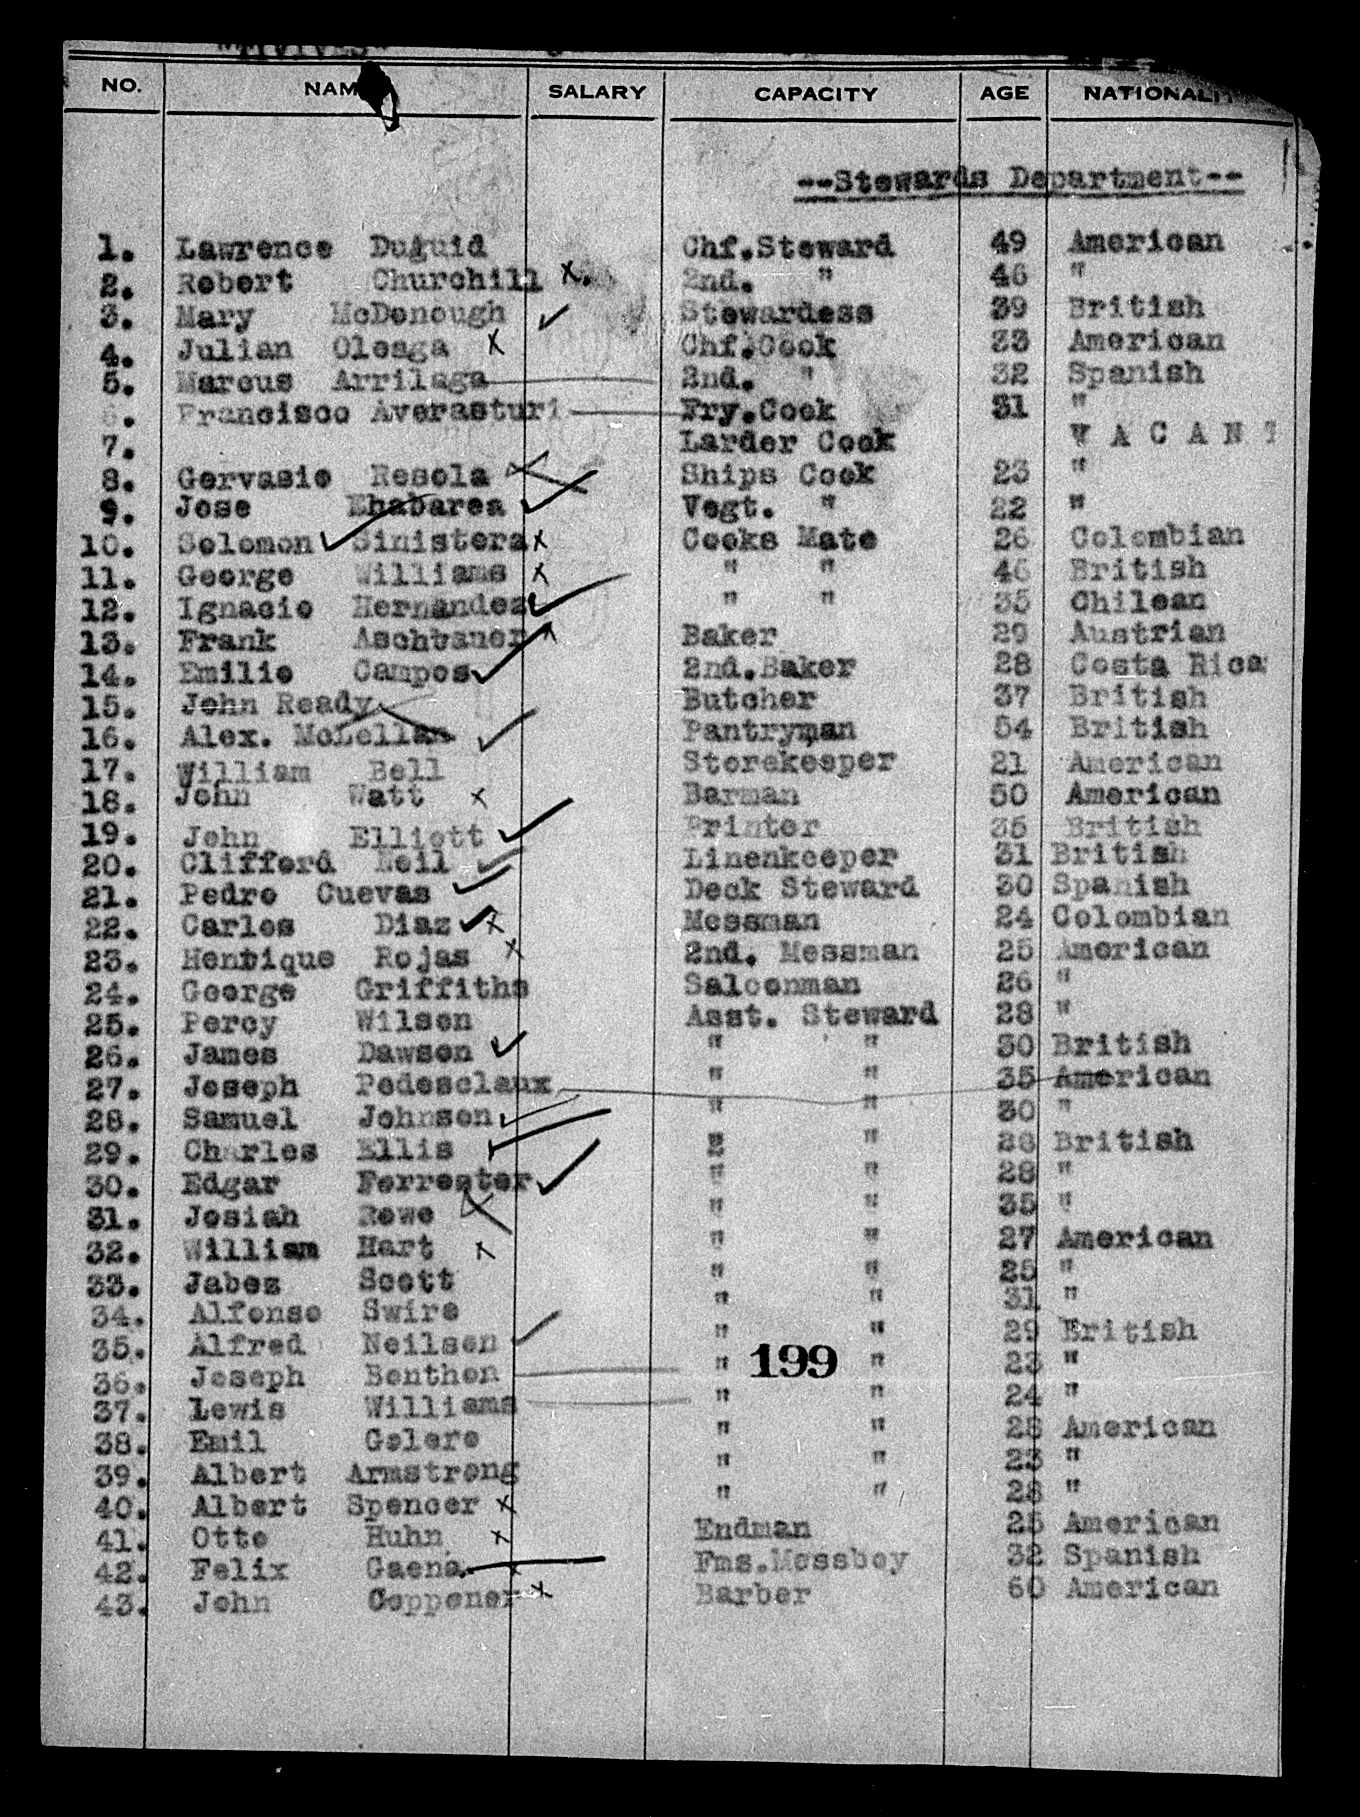 NO. NAM SALARY CAPACITY AGE NATIONALI
--Stewards Department--
1. Lawrence Duguid Chf.Steward 49 American
2. Robert Churchill x. 2nd. " 46 "
3. Mary McDonough ✓ Stewardess 39 British
4. Julian Oleaga x Chf.Cook 33 American
5. Marcus Arrilaga 2nd. " 32 Spanish
6. Francisco Averasturi Fry.Cook 31 "
7. Larder Cook V A C A N T
8. Gervasio Resola x Ships Cook 23 "
9. Jose Ehabarea ✓ Vegt. " 22 "
10. Solomon ✓ Sinistera x Cooks Mate 26 Colombian
11. George Williams x " " 46 British
12. Ignacio Hernandez ✓ " " 35 Chilean
13. Frank Aschbauer x Baker 29 Austrian
14. Emilio Campos ✓ 2nd.Baker 28 Costa Rica
15. John Ready x Butcher 37 British
16. Alex. McLellan ✓ Pantryman 54 British
17. William Bell Storekeeper 21 American
18. John Watt x Barman 50 American
19. John Elliott ✓ Printer 35 British
20. Clifford Neil ✓ Linenkeeper 31 British
21. Pedro Cuevas ✓ Deck Steward 30 Spanish
22. Carlos Diaz ✓ x Messman 24 Colombian
23. Henrique Rojas x 2nd. Messman 25 American
24. George Griffiths Saloonman 26 "
25. Percy Wilson Asst. Steward 28 "
26. James Dawson ✓ " " 30 British
27. Joseph Pedesclaux " " 35 American
28. Samuel Johnson ✓ " " 30 "
29. Charles Ellis ✓ " " 28 British
30. Edgar Forrester ✓ " " 28 "
31. Josiah Rowe x " " 35 "
32. William Hart x " " 27 American
33. Jabez Scott " " 25 "
34. Alfonso Swire " " 31 "
35. Alfred Neilsen ✓ " " 29 British
36. Joseph Benthen " 199 " 23 "
37. Lewis Williams " " 24 "
38. Emil Golere " " 28 American
39. Albert Armstrong " " 23 "
40. Albert Spencer x " " 28 "
41. Otto Huhn x Endman 25 American
42. Felix Gaena x Fms.Messboy 32 Spanish
43. John Coppener x Barber 60 American